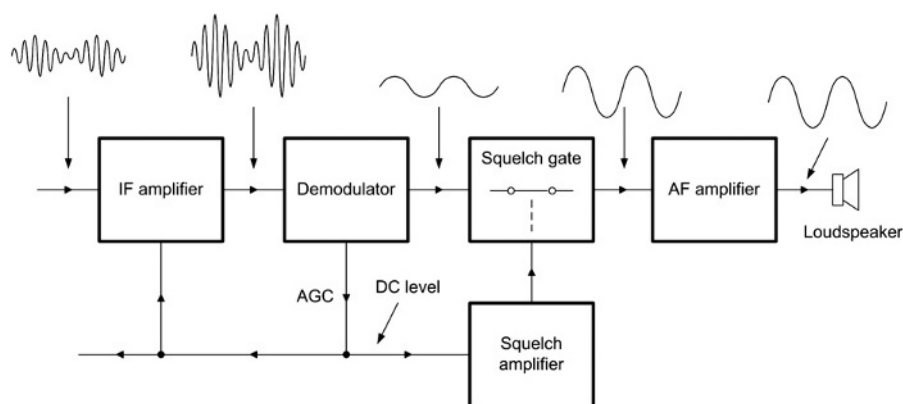 IF amplifier
Demodulator
Squelch gate
AF amplifier
Loudspeaker
AGC
DC level
Squelch
amplifier